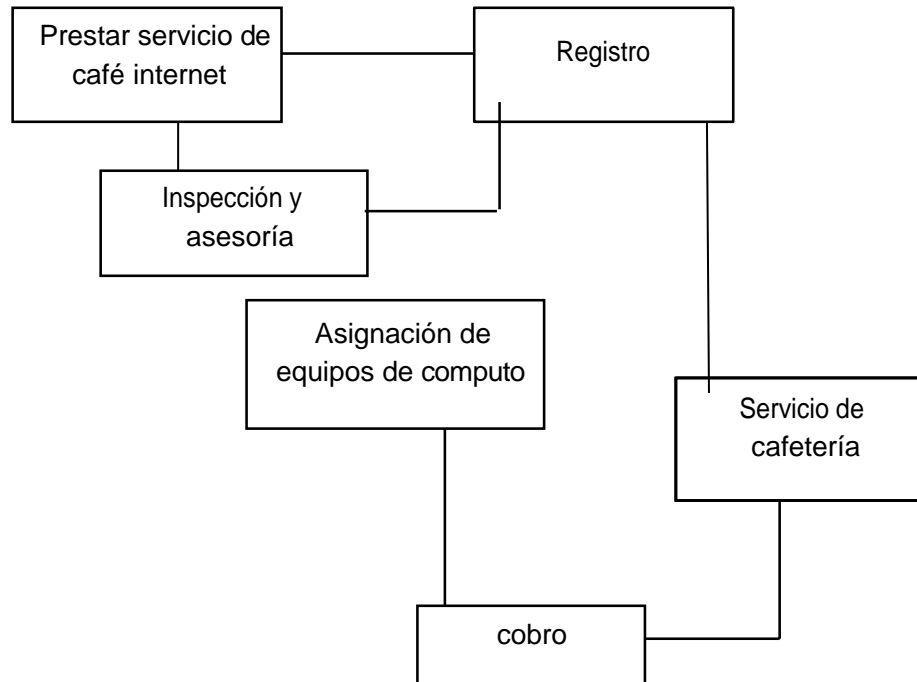 Prestar servicio de
café internet
Registro
Inspección y
asesoría
Asignación de
equipos de computo
Servicio de
cafetería
cobro